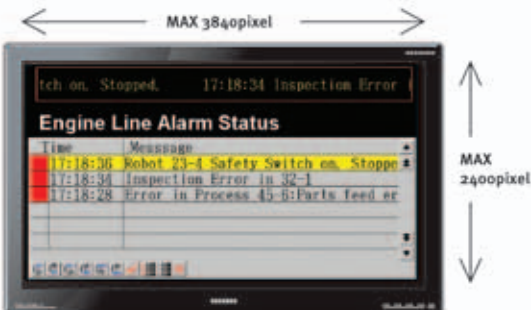 MAX 3840pixel
tch on, Stopped, 17:18:34 Inspection Error
Engine Line Alarm Status
Time Messsage
17:18:36 Robot 23-4 Safety Switch on, Stoppe
17:18:34 Inspection Error in 32-1
17:18:28 Error in Process 45-6:Parts feed er
MAX
2400pixel